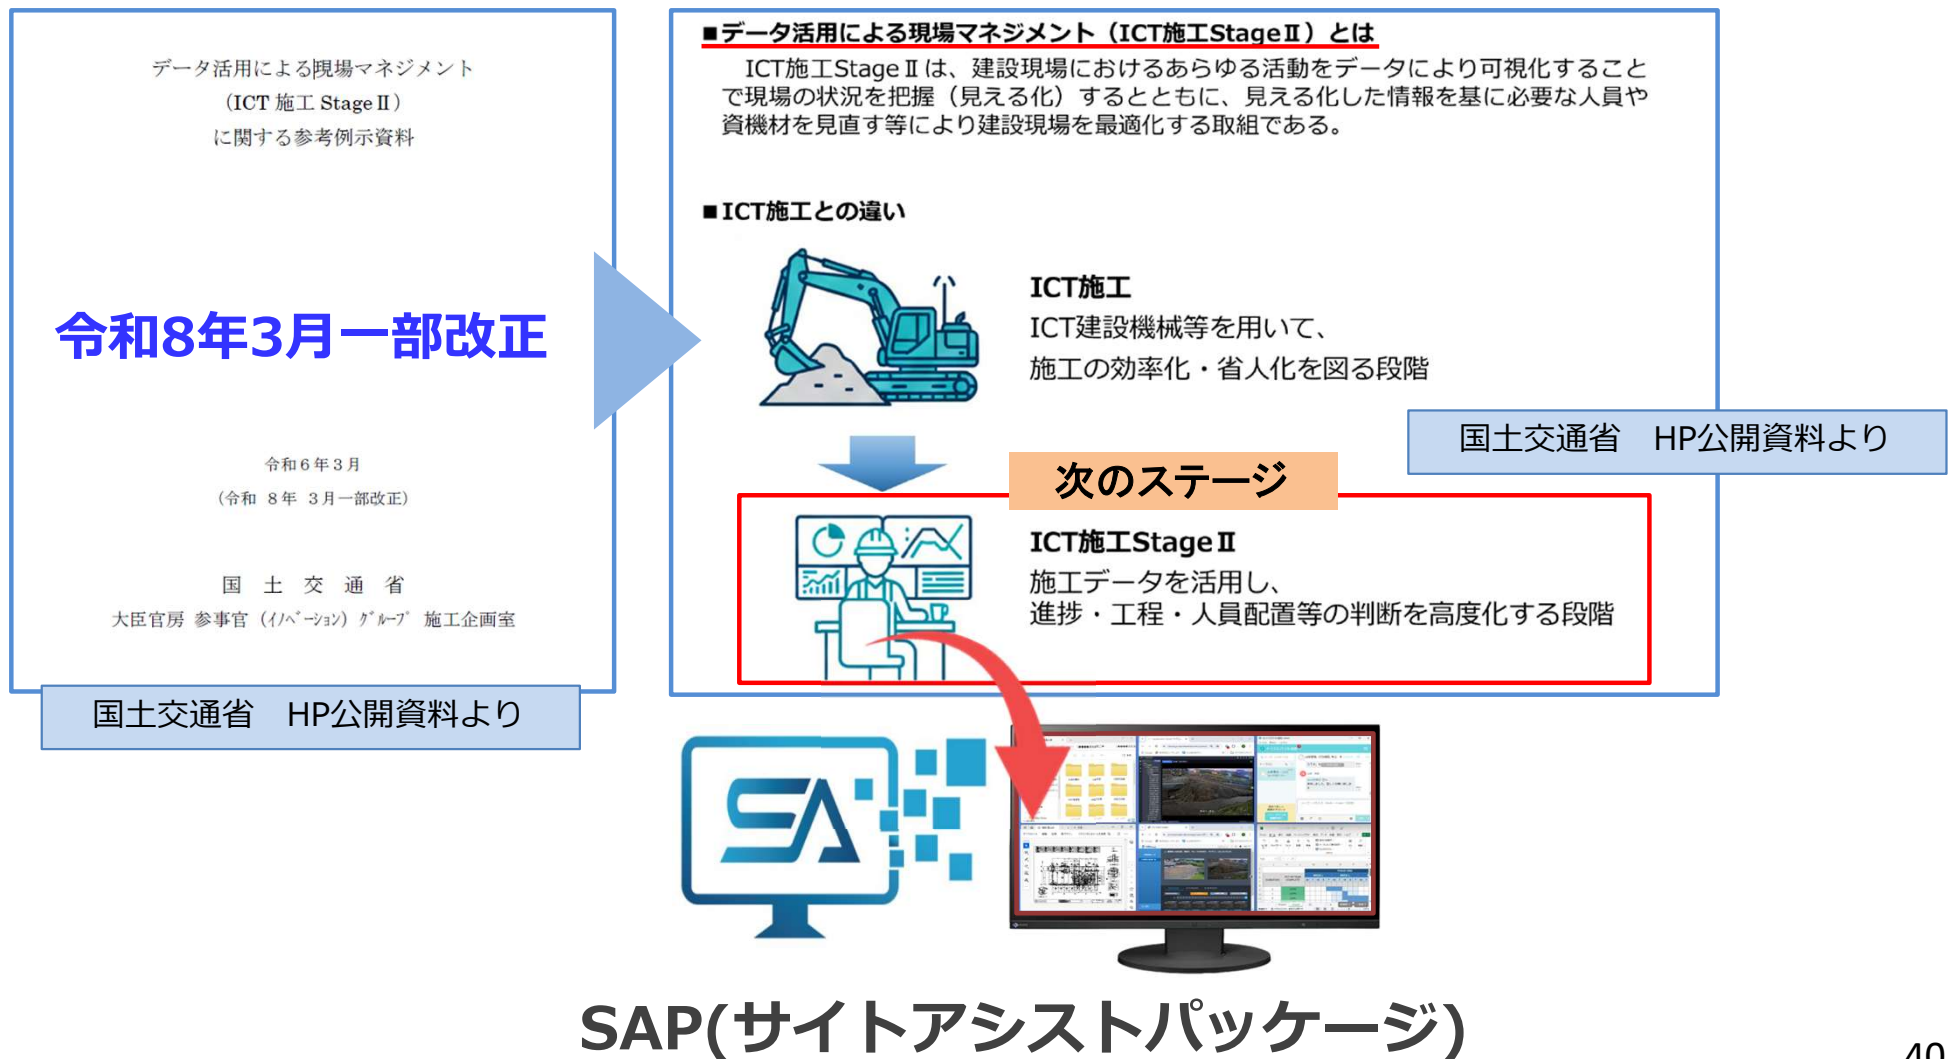 データ活用による現場マネジメント
（ICT 施工 StageⅡ）
に関する参考例示資料
令和8年3月一部改正
令和６年３月
（令和 ８年 ３月一部改正）
国 土 交 通 省
大臣官房 参事官（ｲﾉﾍﾞｰｼｮﾝ）ｸﾞﾙｰﾌﾟ 施工企画室
国土交通省 HP公開資料より
■データ活用による現場マネジメント（ICT施工StageⅡ）とは
ICT施工StageⅡは、建設現場におけるあらゆる活動をデータにより可視化すること
で現場の状況を把握（見える化）するとともに、見える化した情報を基に必要な人員や
資機材を見直す等により建設現場を最適化する取組である。
■ICT施工との違い
ICT施工
ICT建設機械等を用いて、
施工の効率化・省人化を図る段階
国土交通省 HP公開資料より
次のステージ
ICT施工StageⅡ
施工データを活用し、
進捗・工程・人員配置等の判断を高度化する段階
SA
SAP(サイトアシストパッケージ)
40